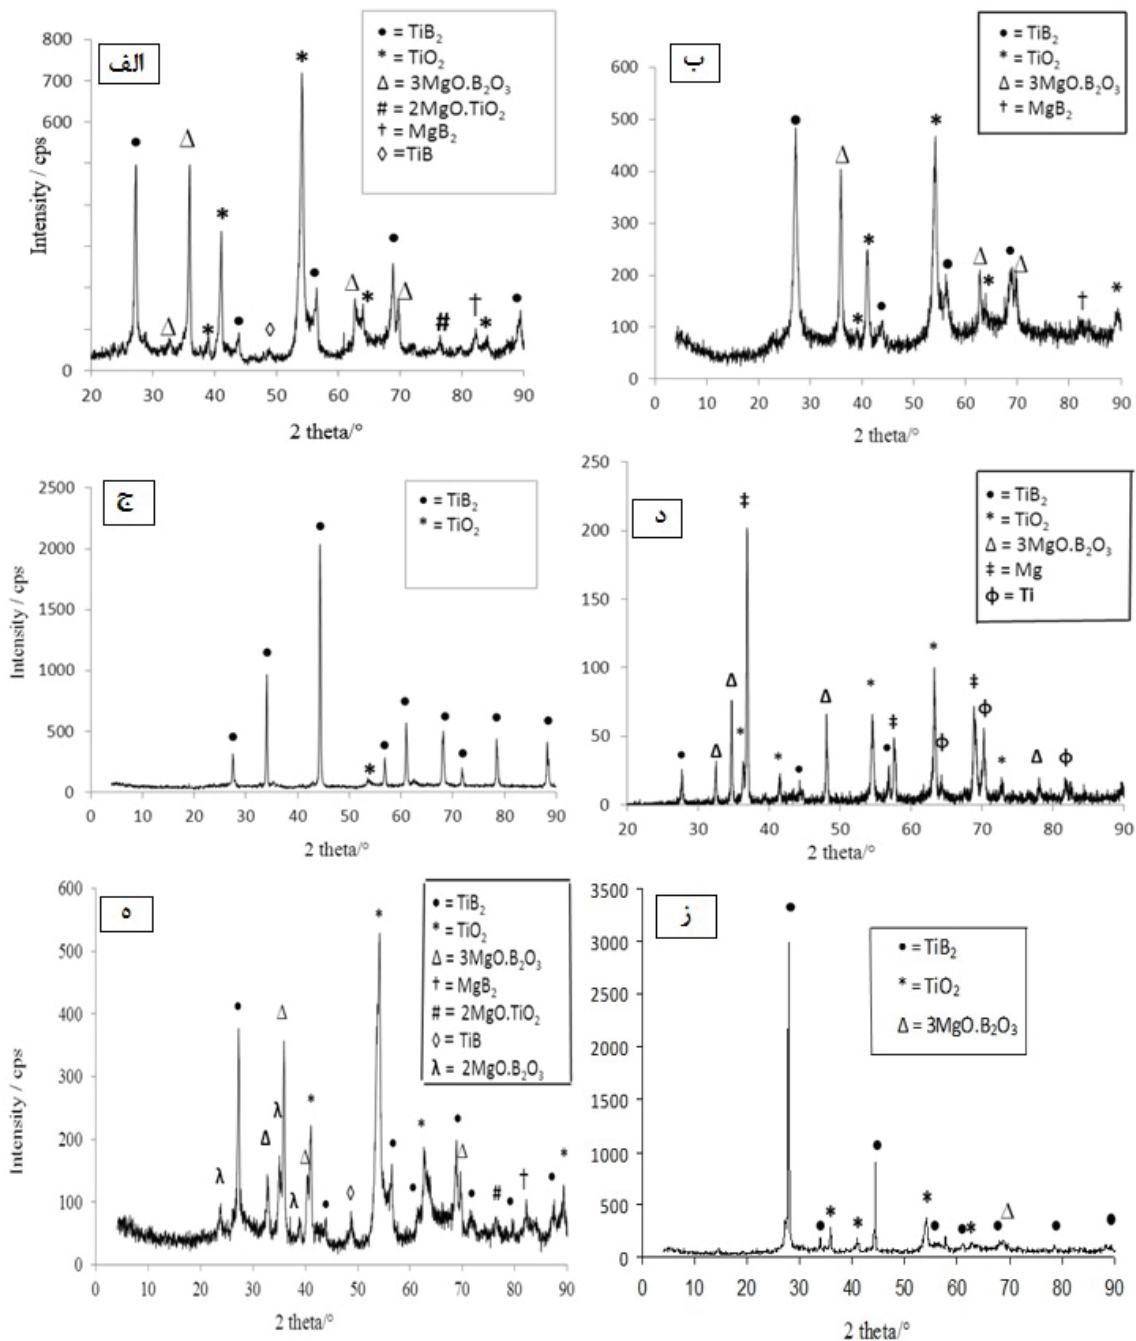 الف
● = TiB₂
* = TiO₂
Δ = 3MgO.B₂O₃
# = 2MgO.TiO₂
† = MgB₂
◊ =TiB
800
700
600
0
20 30 40 50 60 70 80 90
Intensity / cps
2 theta/°
ب
● = TiB₂
* = TiO₂
Δ = 3MgO.B₂O₃
† = MgB₂
600
500
400
300
200
100
0
0 10 20 30 40 50 60 70 80 90
2 theta/°
ج
● = TiB₂
* = TiO₂
2500
2000
1500
1000
500
0
0 10 20 30 40 50 60 70 80 90
Intensity / cps
2 theta/°
د
● = TiB₂
* = TiO₂
Δ = 3MgO.B₂O₃
‡ = Mg
ϕ = Ti
250
200
150
100
50
0
20 30 40 50 60 70 80 90
2 theta/°
ه
● = TiB₂
* = TiO₂
Δ = 3MgO.B₂O₃
† = MgB₂
# = 2MgO.TiO₂
◊ = TiB
λ = 2MgO.B₂O₃
600
500
400
300
200
100
0
0 10 20 30 40 50 60 70 80 90
Intensity / cps
2 theta/°
ز
● = TiB₂
* = TiO₂
Δ = 3MgO.B₂O₃
3500
3000
2500
2000
1500
1000
500
0
0 10 20 30 40 50 60 70 80 90
2 theta/°